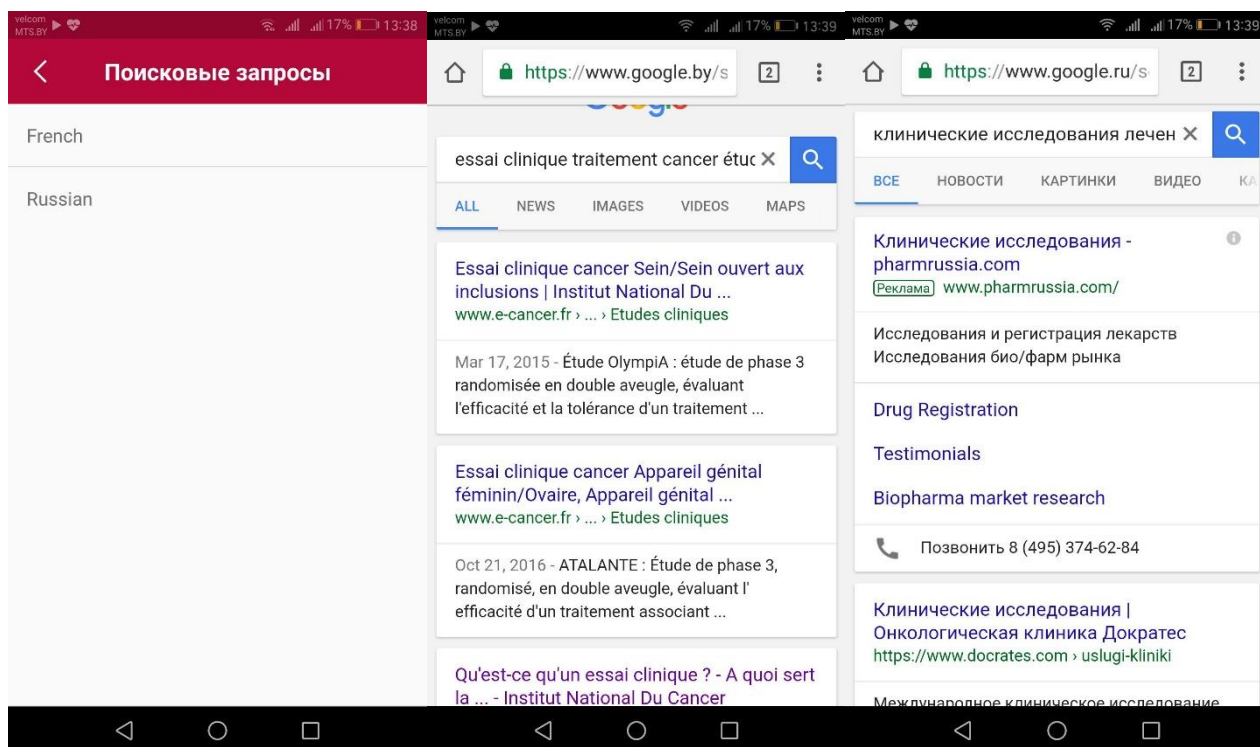 velcom
MTS.BY
17% 13:38
Поисковые запросы
French
Russian
velcom
MTS.BY
17% 13:39
https://www.google.by/s
2
Google
essai clinique traitement cancer étuc
ALL NEWS IMAGES VIDEOS MAPS
Essai clinique cancer Sein/Sein ouvert aux
inclusions | Institut National Du ...
www.e-cancer.fr › ... › Etudes cliniques
Mar 17, 2015 - Étude OlympiA : étude de phase 3
randomisée en double aveugle, évaluant
l'efficacité et la tolérance d'un traitement ...
Essai clinique cancer Appareil génital
féminin/Ovaire, Appareil génital ...
www.e-cancer.fr › ... › Etudes cliniques
Oct 21, 2016 - ATALANTE : Étude de phase 3,
randomisé, en double aveugle, évaluant l'
efficacité d'un traitement associant ...
Qu'est-ce qu'un essai clinique ? - A quoi sert
la ... - Institut National Du Cancer
velcom
MTS.BY
17% 13:39
https://www.google.ru/s
2
клинические исследования лечен
ВСЕ НОВОСТИ КАРТИНКИ ВИДЕО КА
Клинические исследования -
pharmrussia.com
Реклама www.pharmrussia.com/
Исследования и регистрация лекарств
Исследования био/фарм рынка
Drug Registration
Testimonials
Biopharma market research
Позвонить 8 (495) 374-62-84
Клинические исследования |
Онкологическая клиника Дократес
https://www.docrates.com › uslugi-kliniki
Международное клиническое исследование